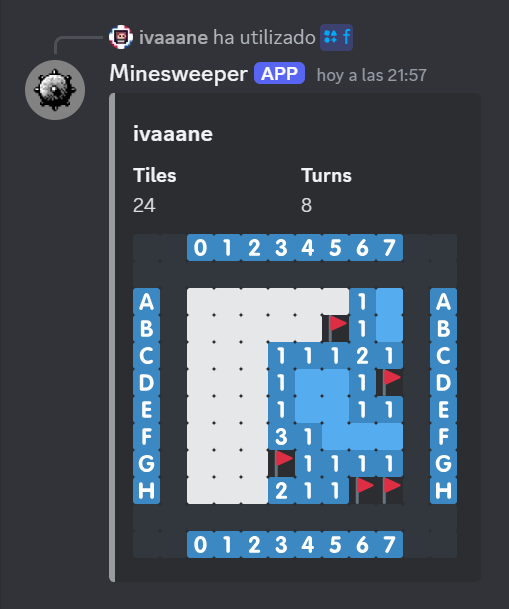 ivaaane ha utilizado f
Minesweeper APP hoy a las 21:57
ivaaane
Tiles Turns
24 8
0 1 2 3 4 5 6 7
A 1 A
B 1 B
C 1 1 1 2 1 C
D 1 1 D
E 1 1 1 E
F 3 1 F
G 1 1 1 1 G
H 2 1 1 H
0 1 2 3 4 5 6 7